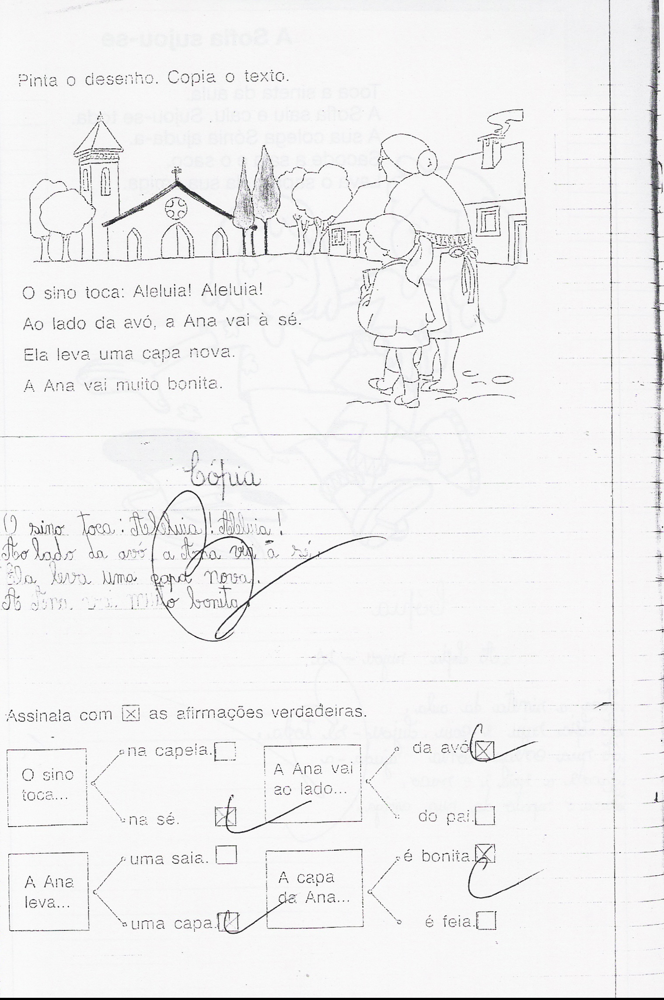 Pinta o desenho. Copia o texto.
O sino toca: Aleluia! Aleluia!
Ao lado da avó, a Ana vai à sé.
Ela leva uma capa nova.
A Ana vai muito bonita.
Cópia
O sino toca: Aleluia! Aleluia!
Ao lado da avó, a Ana via à sé.
Ela leva uma capa nova.
A Ana vai muito bonita.
Assinala com ☒ as afirmações verdadeiras.
O sino
toca...
na capela.
na sé.
A Ana vai
ao lado...
da avó.
do pai.
A Ana
leva...
uma saia.
uma capa.
A capa
da Ana...
é bonita.
é feia.